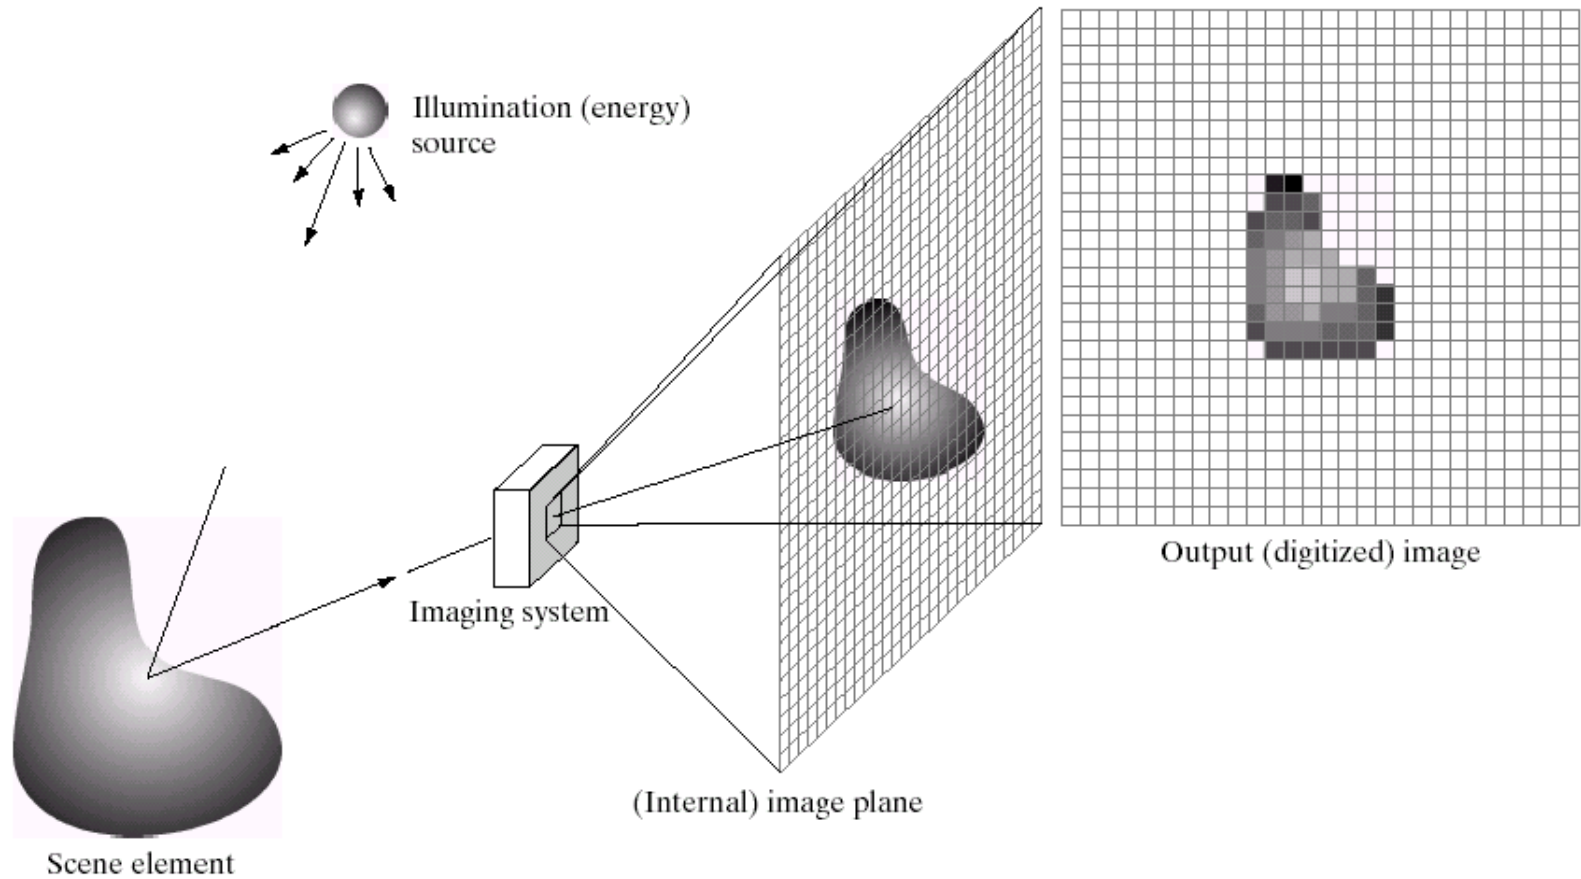 Illumination (energy)
source
Output (digitized) image
Imaging system
(Internal) image plane
Scene element